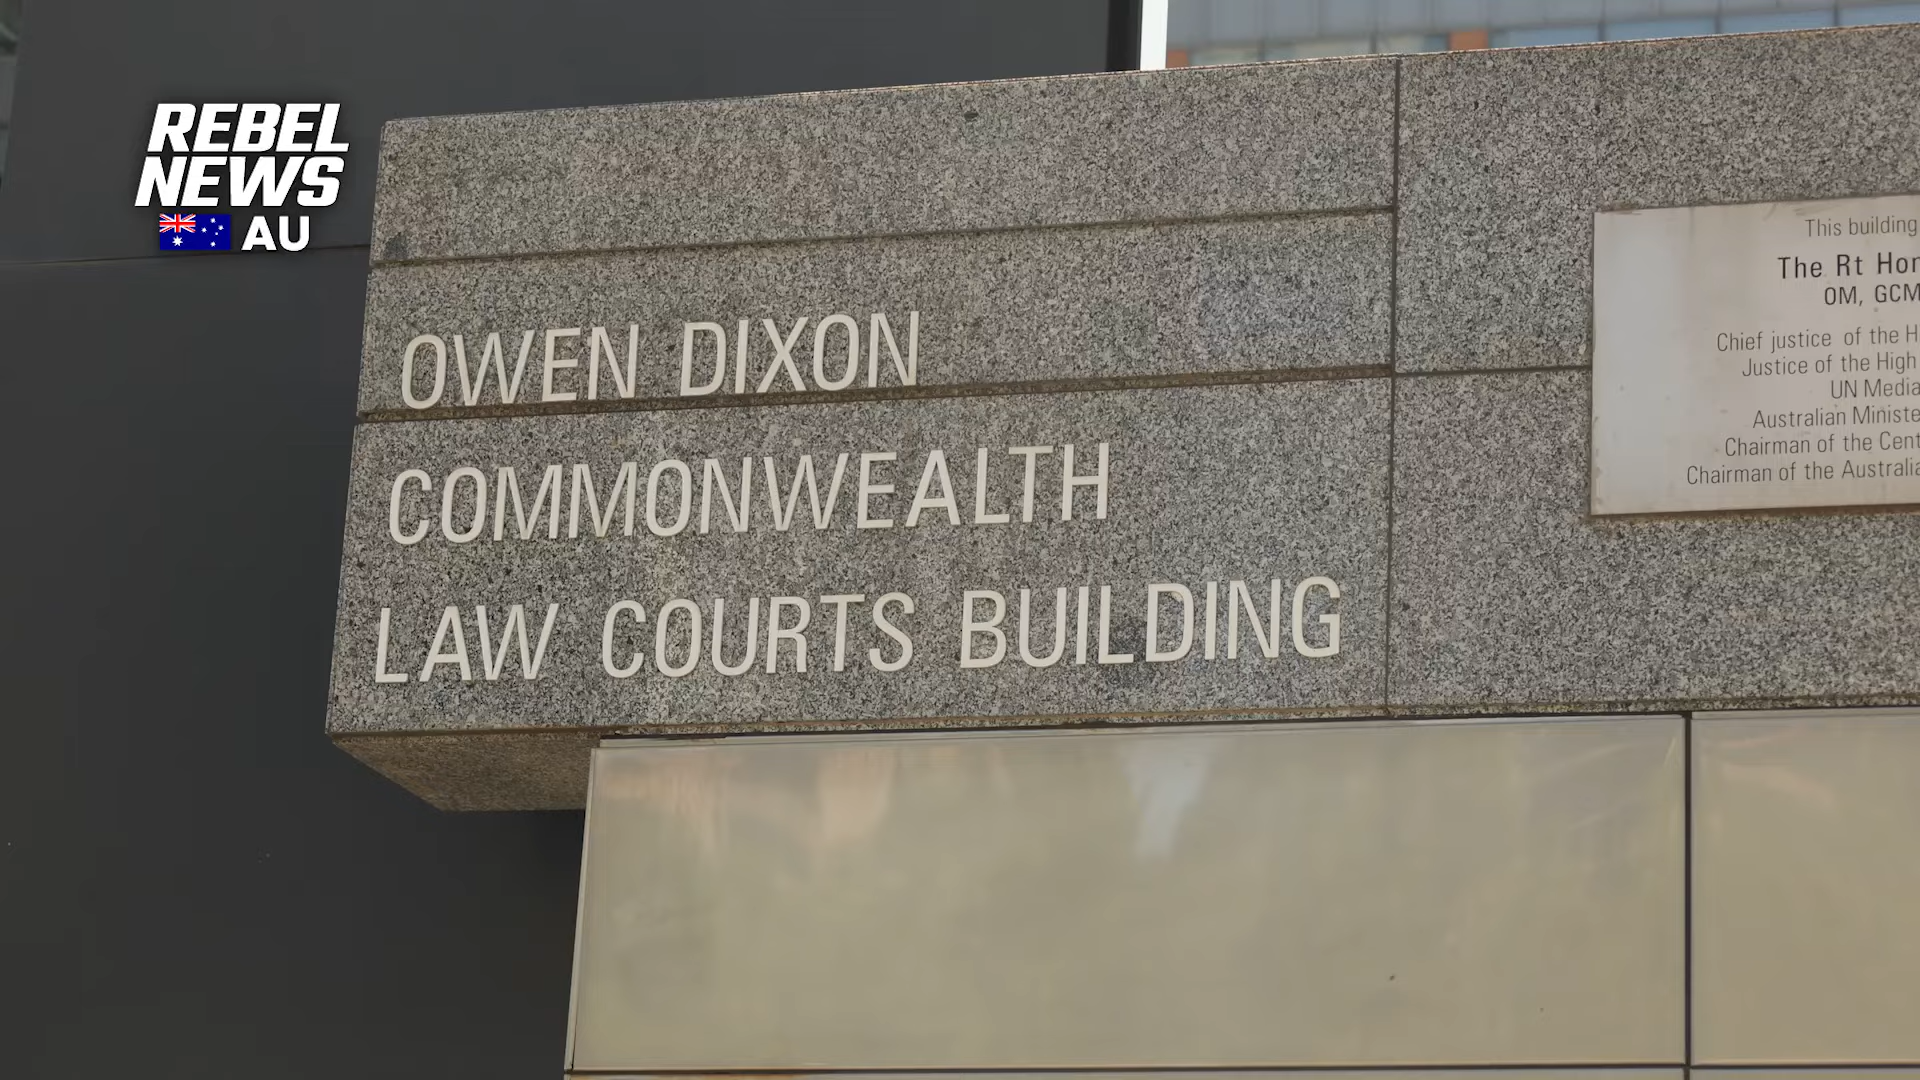 REBEL
NEWS
AU
OWEN DIXON
COMMONWEALTH
LAW COURTS BUILDING
This building
The Rt Hon
OM, GCM
Chief justice of the H
Justice of the High
UN Media
Australian Ministe
Chairman of the Cent
Chairman of the Australia